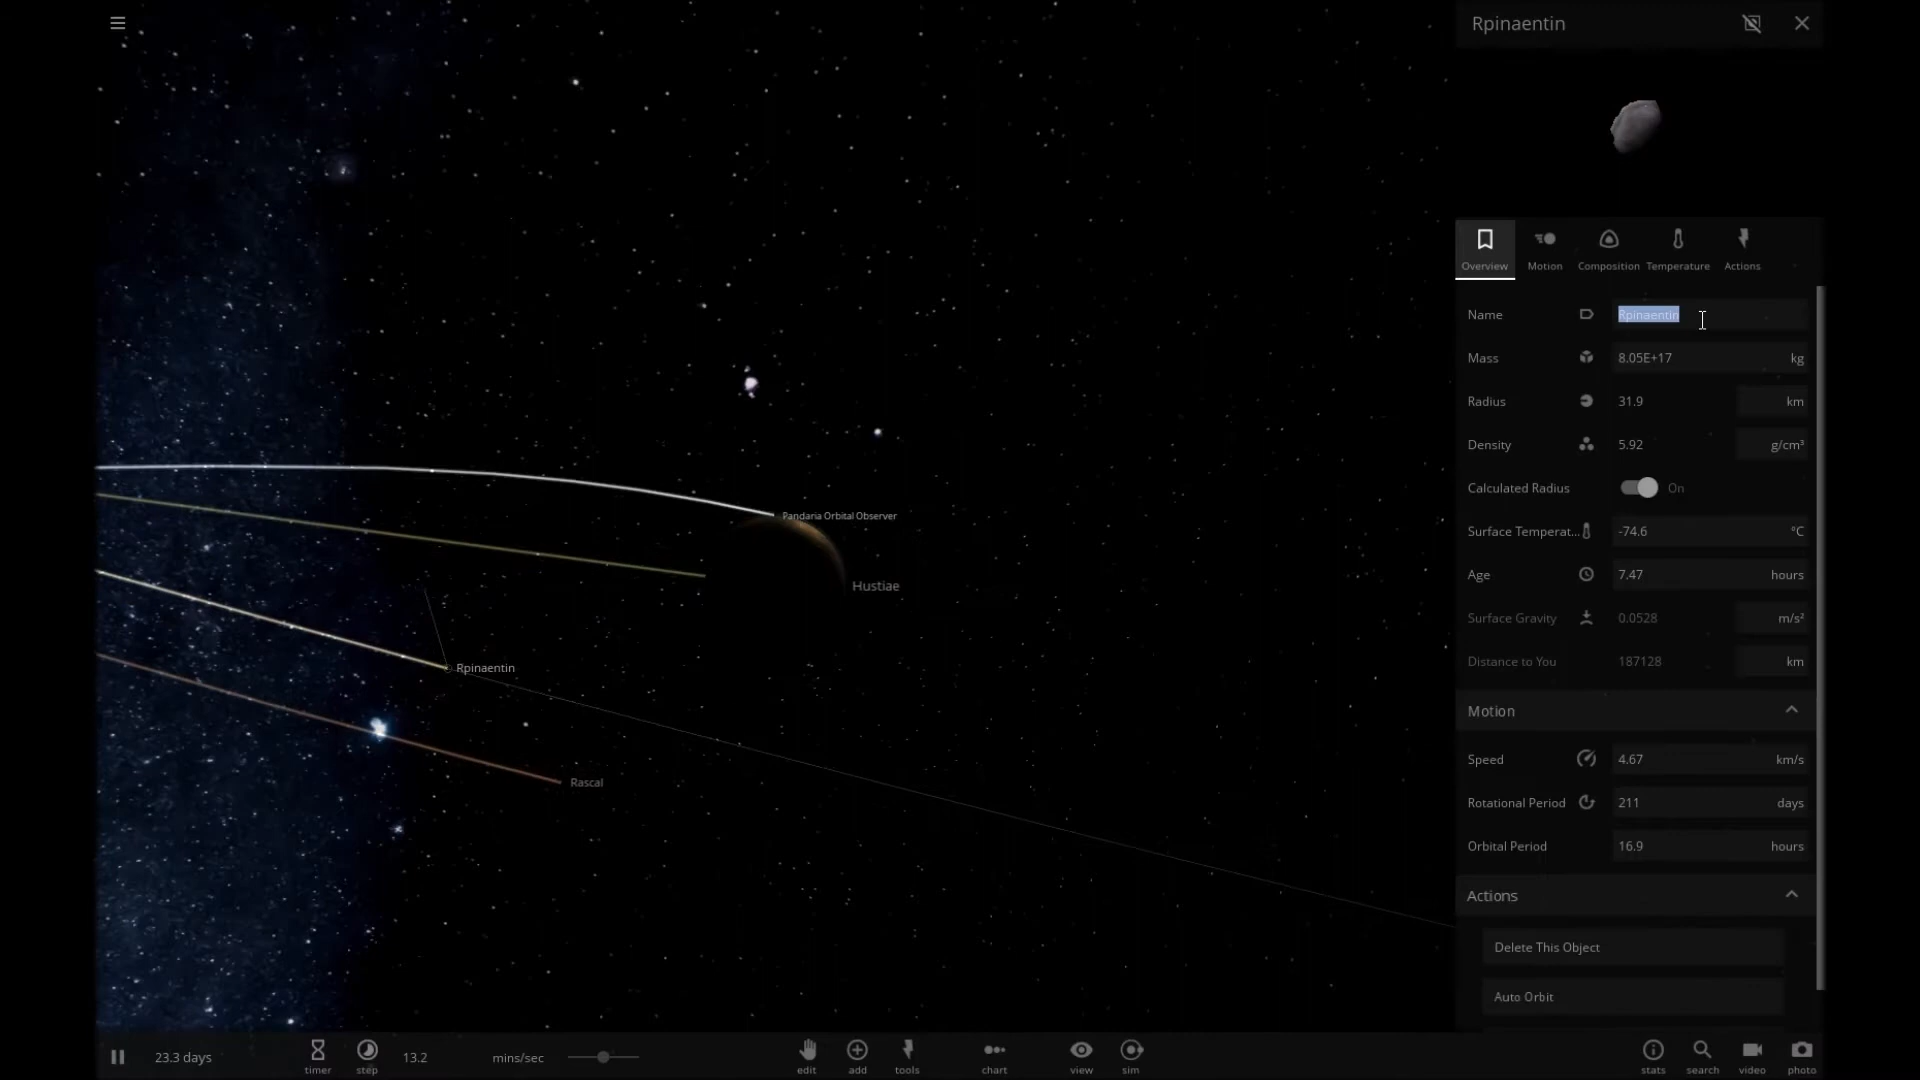 Rpinaentin
Overview
Motion
Composition
Temperature
Actions
Name
Rpinaentin
Mass
8.05E+17 kg
Radius
31.9 km
Density
5.92 g/cm³
Calculated Radius
On
Surface Temperat...
-74.6 °C
Age
7.47 hours
Surface Gravity
0.0528 m/s²
Distance to You
187128 km
Motion
Speed
4.67 km/s
Rotational Period
211 days
Orbital Period
16.9 hours
Actions
Delete This Object
Auto Orbit
Pandaria Orbital Observer
Hustiae
Rpinaentin
Rascal
23.3 days
timer
step
13.2 mins/sec
edit
add
tools
chart
view
sim
stats
search
video
photo